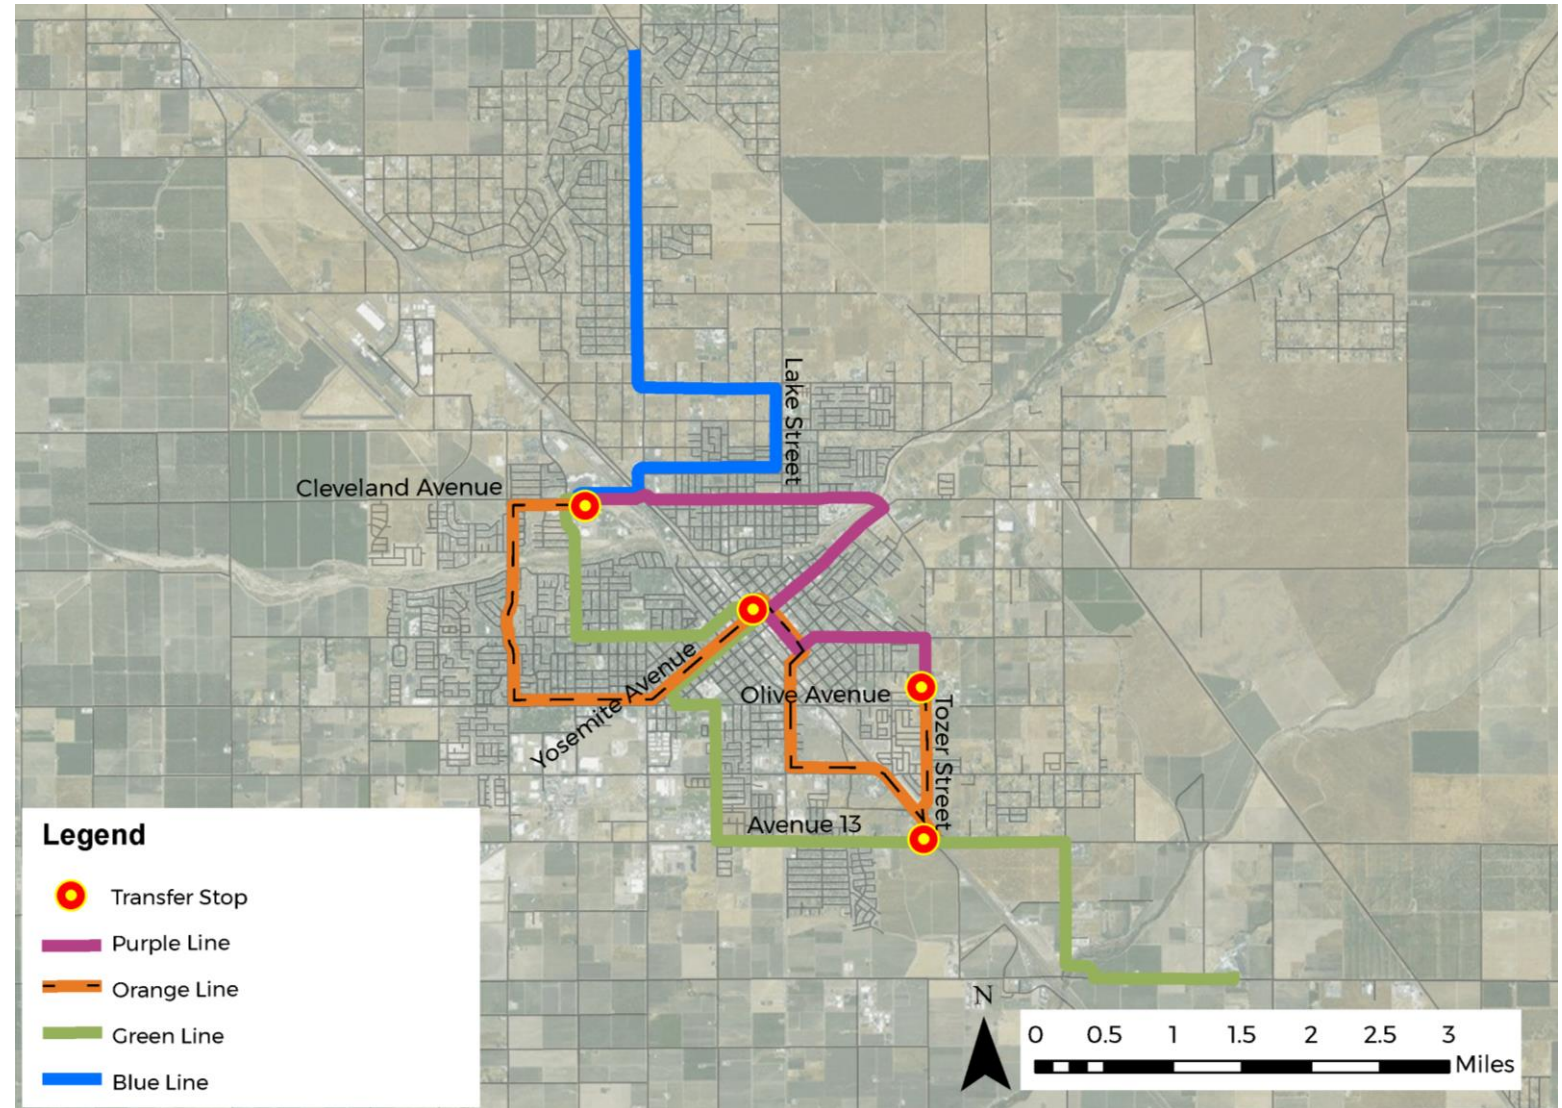 Lake Street
Cleveland Avenue
Yosemite Avenue
Olive Avenue
Tozer Street
Avenue 13
Legend
Transfer Stop
Purple Line
Orange Line
Green Line
Blue Line
N
0 0.5 1 1.5 2 2.5 3
Miles